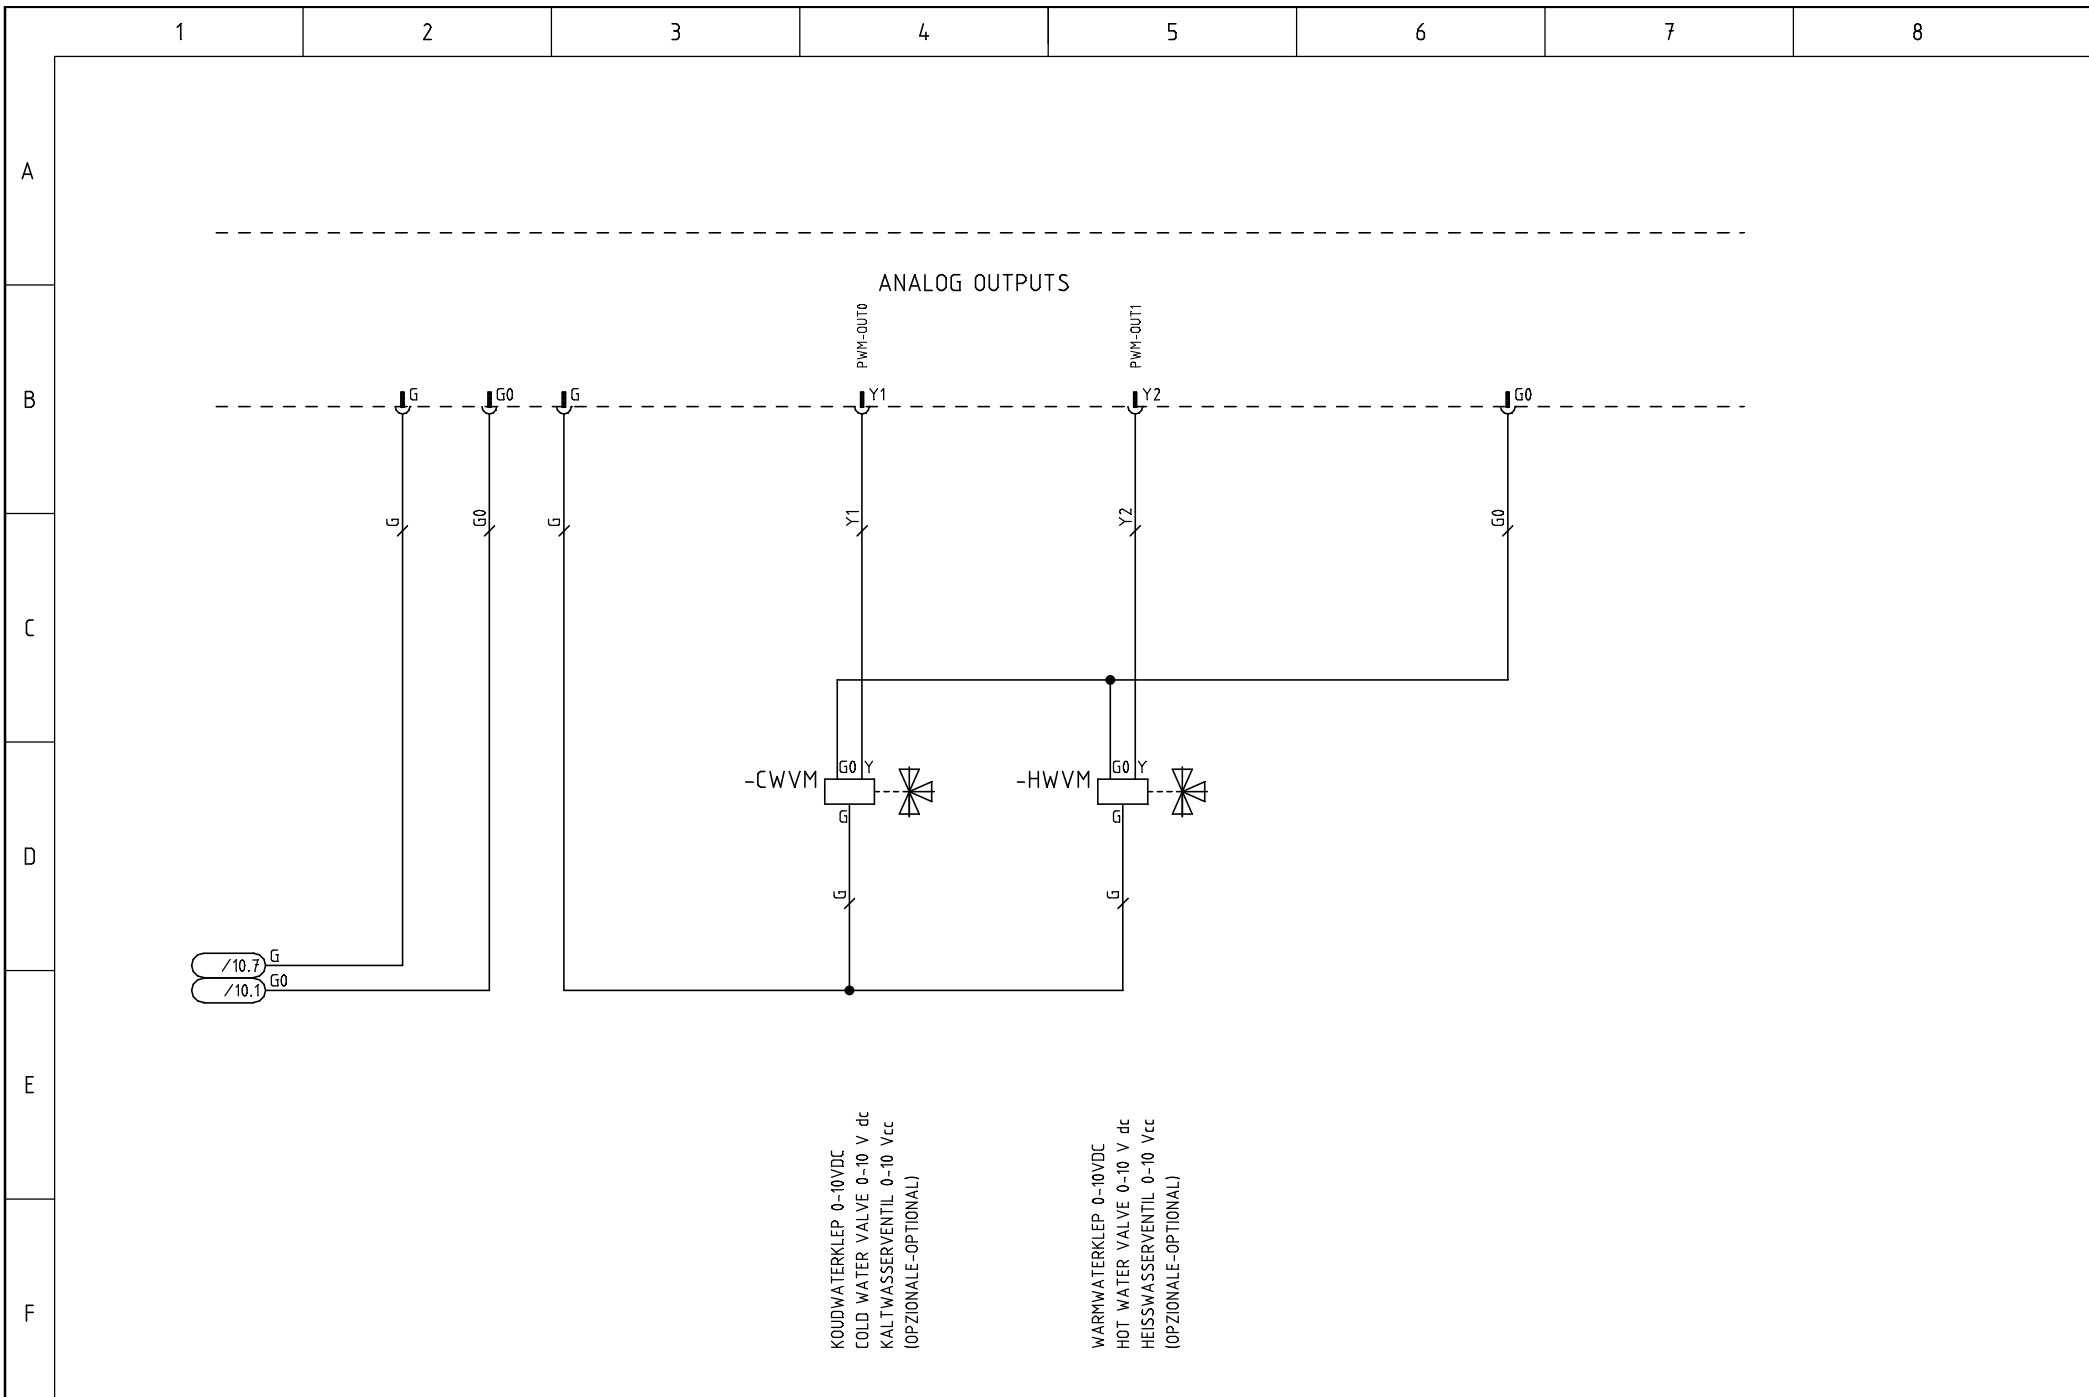 1 2 3 4 5 6 7 8
A
ANALOG OUTPUTS
PWM-OUT0 PWM-OUT1
B
G G0 G Y1 Y2 G0
G G0 G Y1 Y2 G0
C
G0 Y G0 Y
-CWVM -HWVM
G G
D
G G
/10.7 G
/10.1 G0
E
KOUDWATERKLEP 0-10VDC
COLD WATER VALVE 0-10 V dc
KALTWASSERVENTIL 0-10 Vcc
(OPZIONALE-OPTIONAL)
WARMWATERKLEP 0-10VDC
HOT WATER VALVE 0-10 V dc
HEISSWASSERVENTIL 0-10 Vcc
(OPZIONALE-OPTIONAL)
F